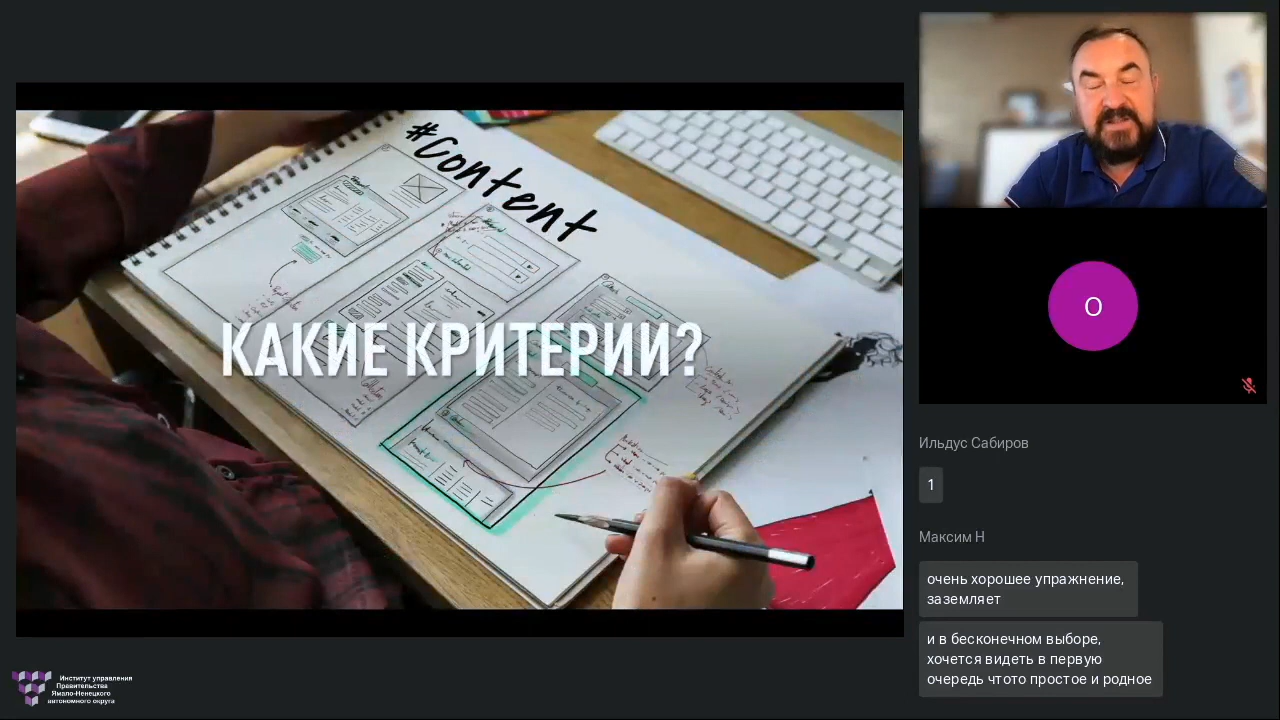 #Content
КАКИЕ КРИТЕРИИ?
Институт управления
Правительства
Ямало-Ненецкого
автономного округа
О
Ильдус Сабиров
1
Максим Н
очень хорошее упражнение,
заземляет
и в бесконечном выборе,
хочется видеть в первую
очередь чтото простое и родное